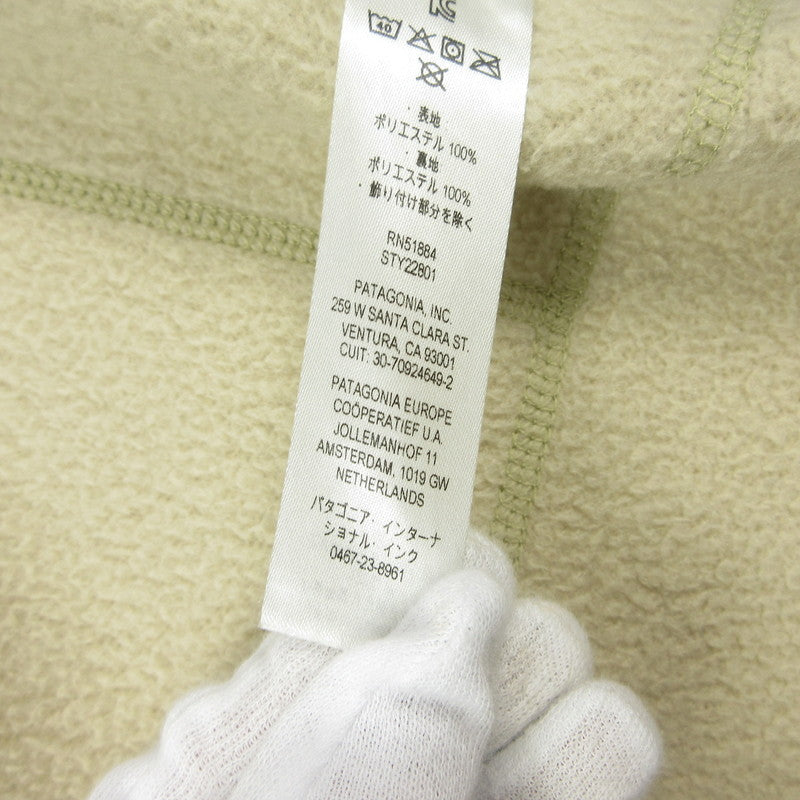 40
・表地
ポリエステル 100%
・裏地
ポリエステル 100%
・飾り付け部分を除く
RN51884
STY22801
PATAGONIA, INC.
259 W SANTA CLARA ST.
VENTURA, CA 93001
CUIT: 30-70924649-2
PATAGONIA EUROPE
COÖPERATIEF U.A.
JOLLEMANHOF 11
AMSTERDAM, 1019 GW
NETHERLANDS
パタゴニア・インターナ
ショナル・インク
0467-23-8961